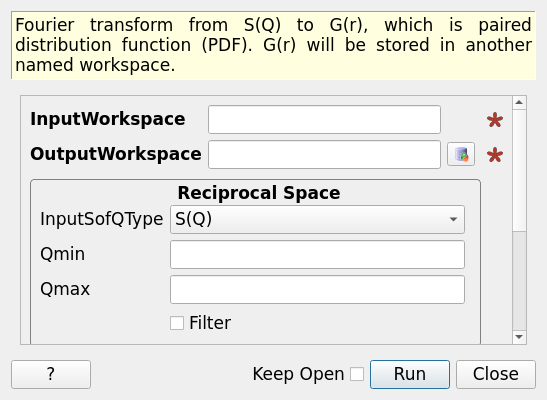 Fourier transform from S(Q) to G(r), which is paired
distribution function (PDF). G(r) will be stored in another
named workspace.
InputWorkspace
OutputWorkspace
Reciprocal Space
InputSofQType S(Q)
Qmin
Qmax
Filter
? Keep Open Run Close